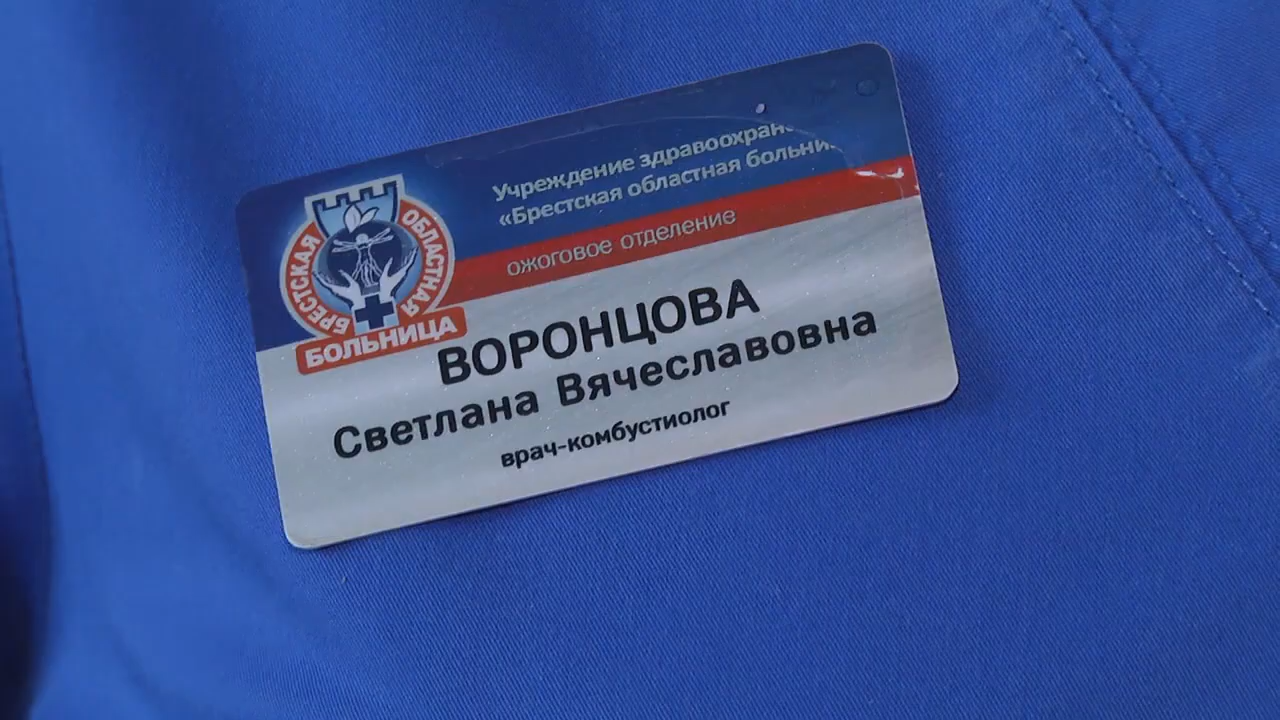 Учреждение здравоохран
«Брестская областная больни
ожоговое отделение
БРЕСТСКАЯ ОБЛАСТНАЯ
БОЛЬНИЦА
ВОРОНЦОВА
Светлана Вячеславовна
врач-комбустиолог